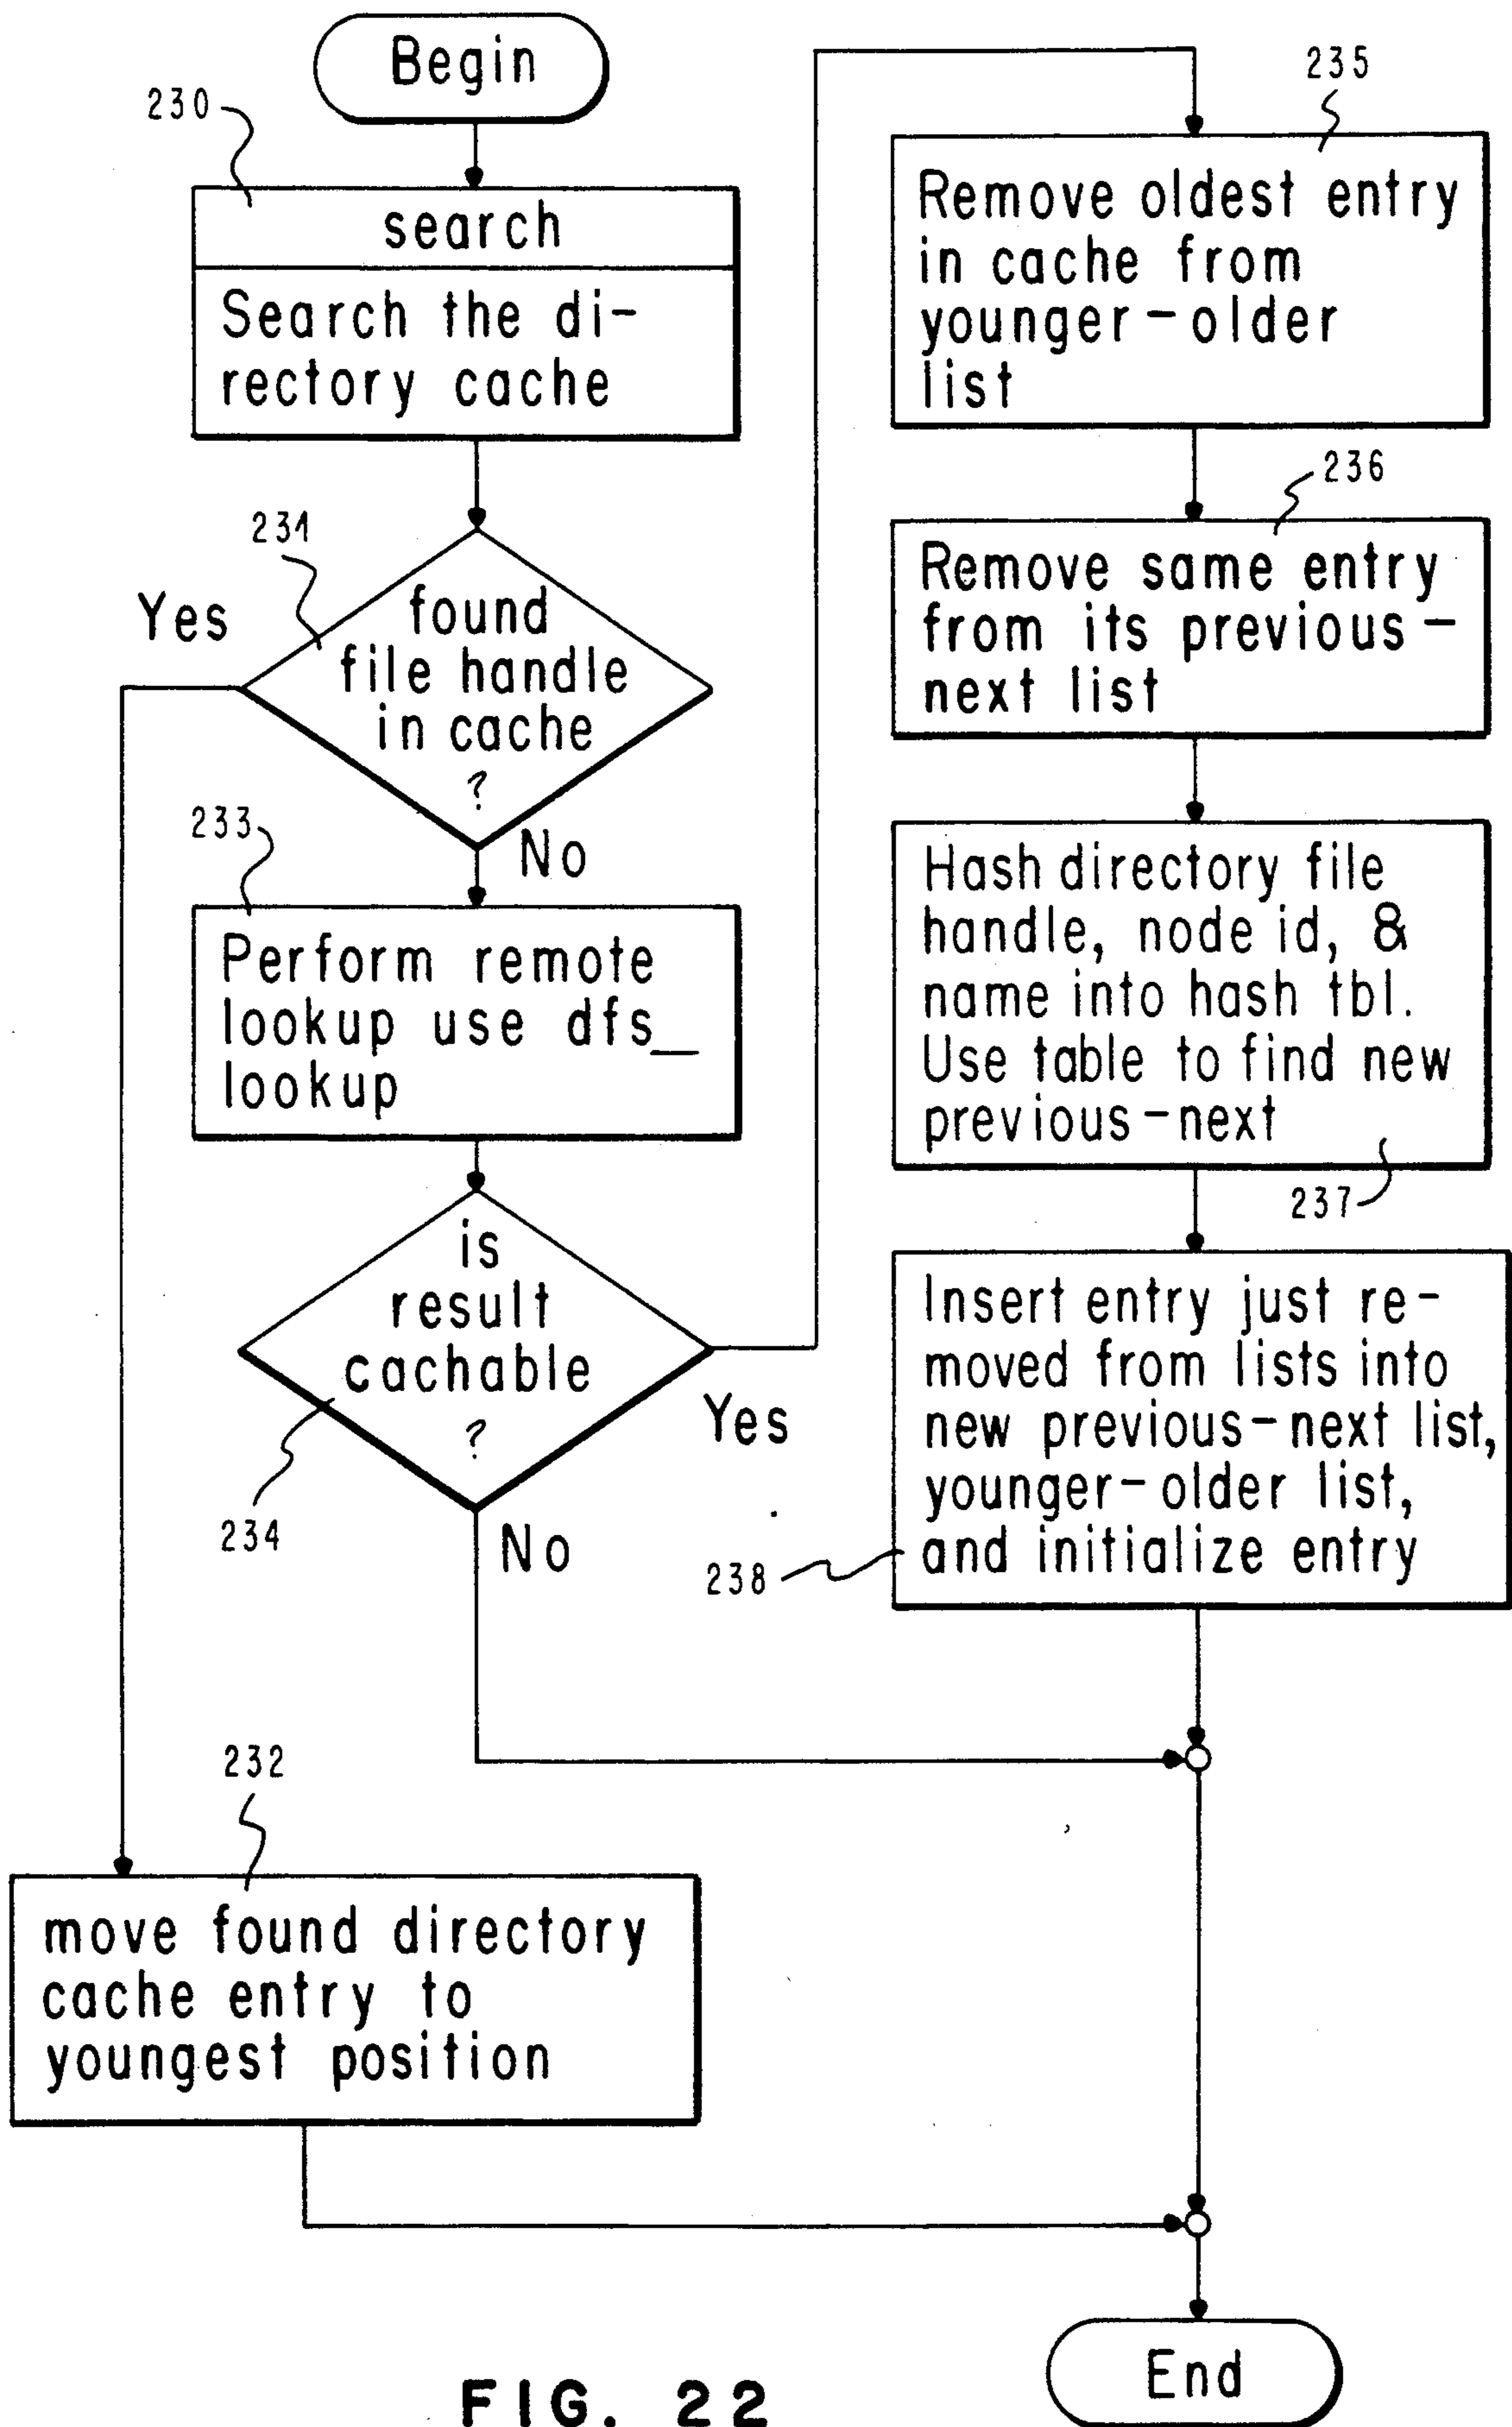 Begin
230
search
Search the di-
rectory cache
231
Yes
found
file handle
in cache
?
No
233
Perform remote
lookup use dfs_
lookup
is
result
cachable
?
Yes
234
No
232
move found directory
cache entry to
youngest position
235
Remove oldest entry
in cache from
younger-older
list
236
Remove same entry
from its previous-
next list
Hash directory file
handle, node id, &
name into hash tbl.
Use table to find new
previous-next
237
Insert entry just re-
moved from lists into
new previous-next list,
younger-older list,
and initialize entry
238
End
FIG. 22